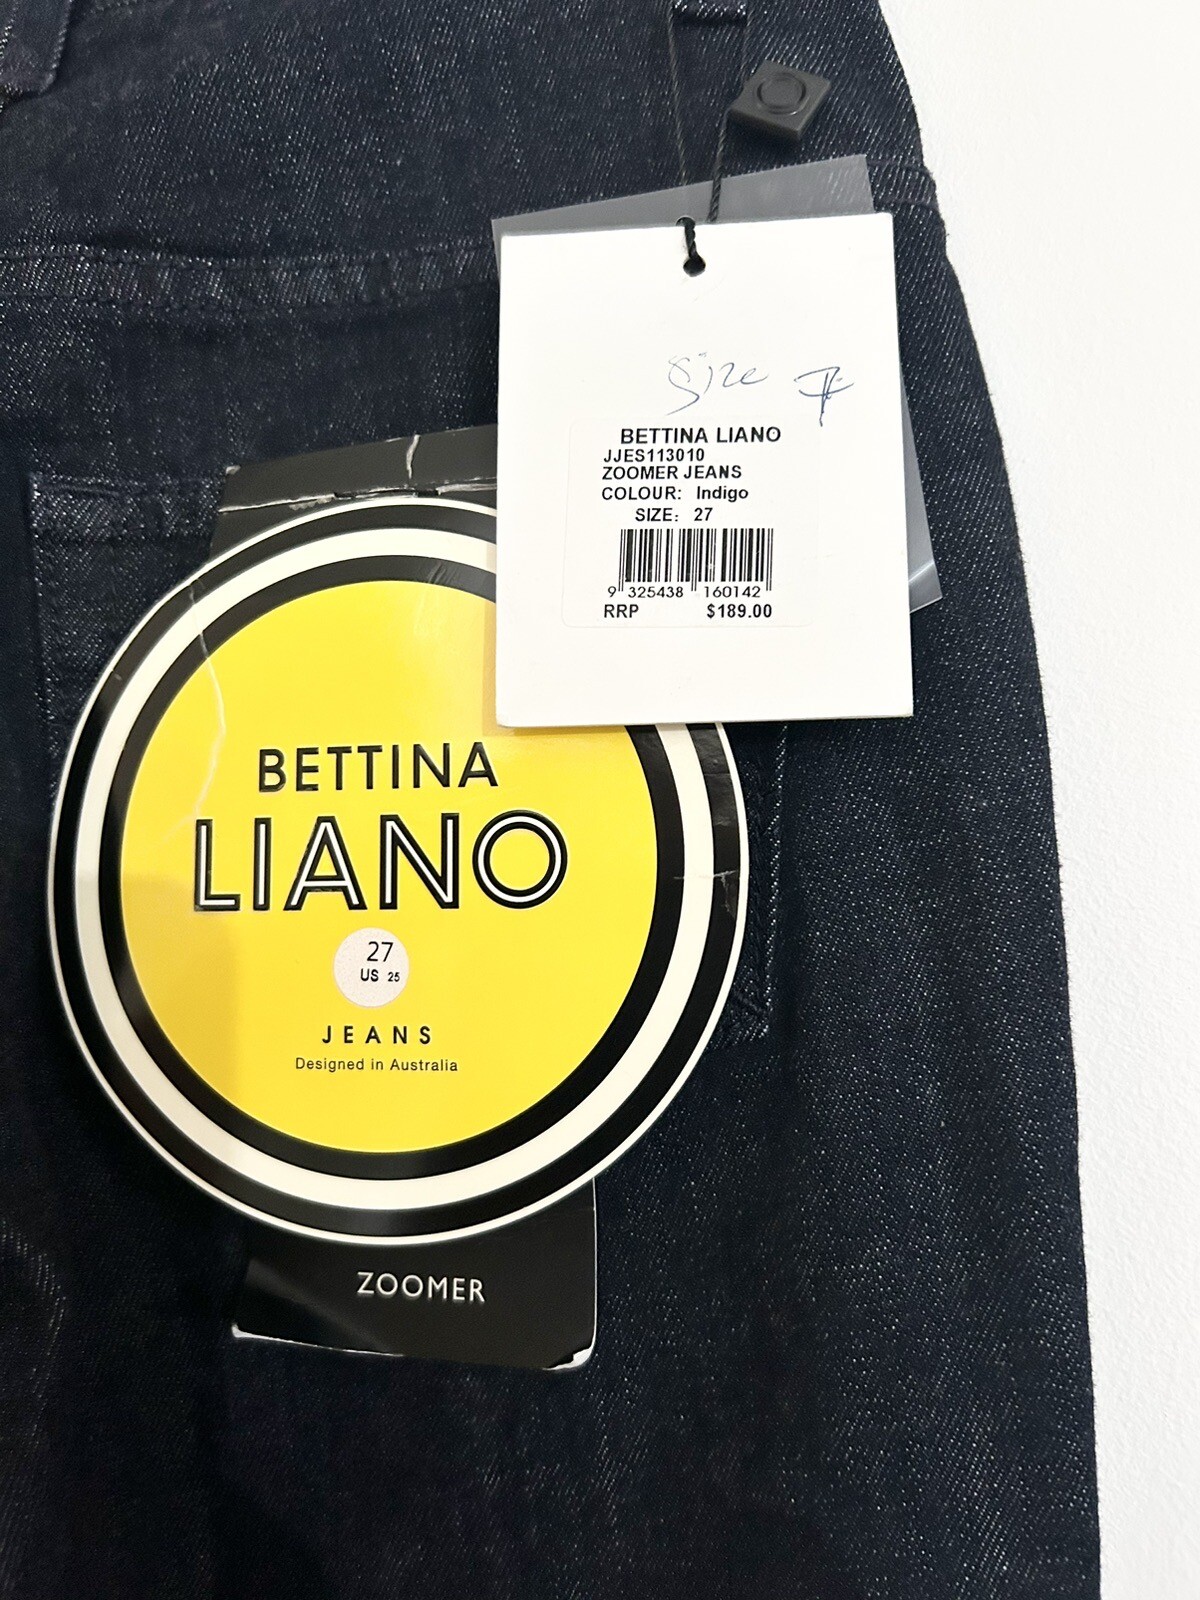 Size 7
BETTINA LIANO
JJES113010
ZOOMER JEANS
COLOUR: Indigo
SIZE: 27
9 325438 160142
RRP $189.00
BETTINA
LIANO
27
US 25
JEANS
Designed in Australia
ZOOMER